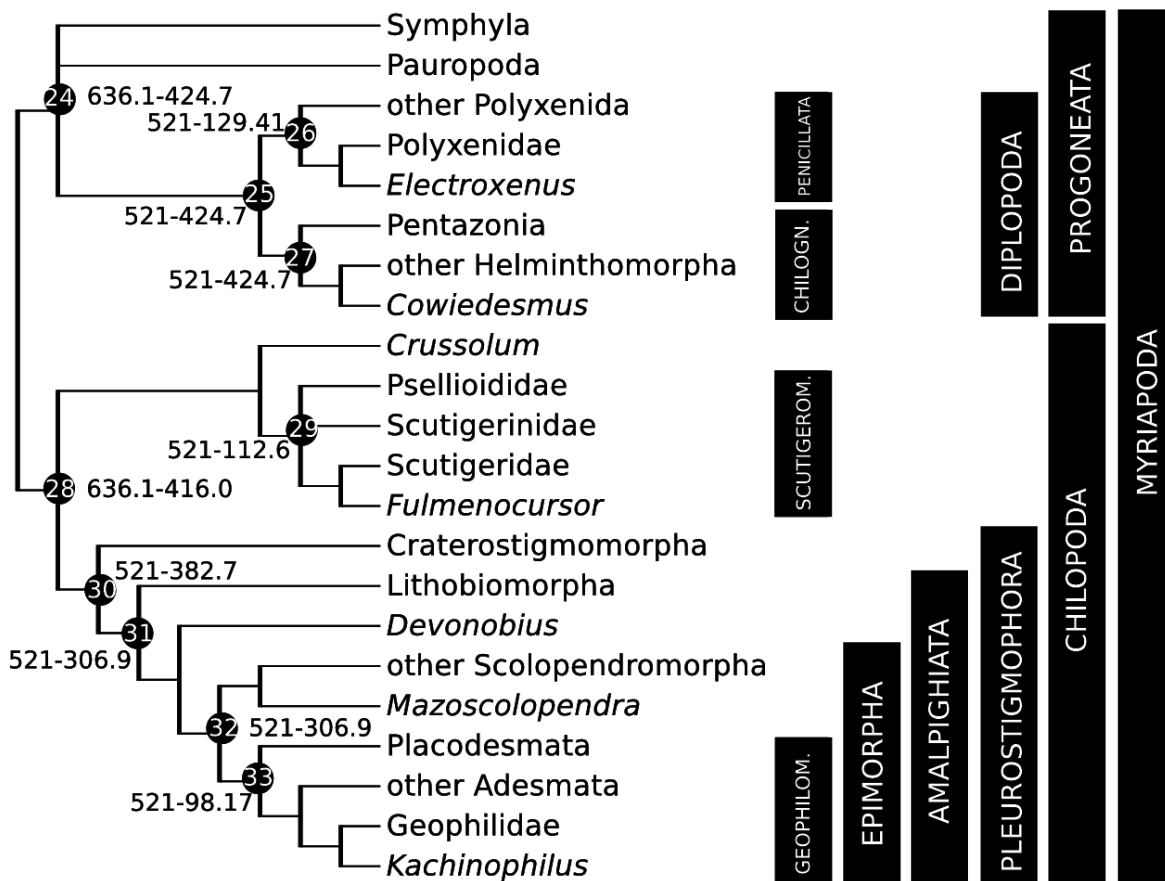 Symphyla
Pauropoda
24
636.1-424.7
other Polyxenida
521-129.41
26
Polyxenidae
Electroxenus
25
521-424.7
Pentazonia
27
other Helminthomorpha
521-424.7
Cowiedesmus
Crussolum
Psellioididae
29
Scutigerinidae
521-112.6
Scutigeridae
28
636.1-416.0
Fulmenocursor
Craterostigmomorpha
30
521-382.7
Lithobiomorpha
31
Devonobius
521-306.9
other Scolopendromorpha
Mazoscolopendra
32
521-306.9
Placodesmata
33
521-98.17
other Adesmata
Geophilidae
Kachinophilus
PENICILLATA
CHILOGN.
SCUTIGEROM.
GEOPHILOM.
EPIMORPHA
AMALPIGHIATA
DIPLOPODA
PLEUROSTIGMOPHORA
PROGONEATA
CHILOPODA
MYRIAPODA